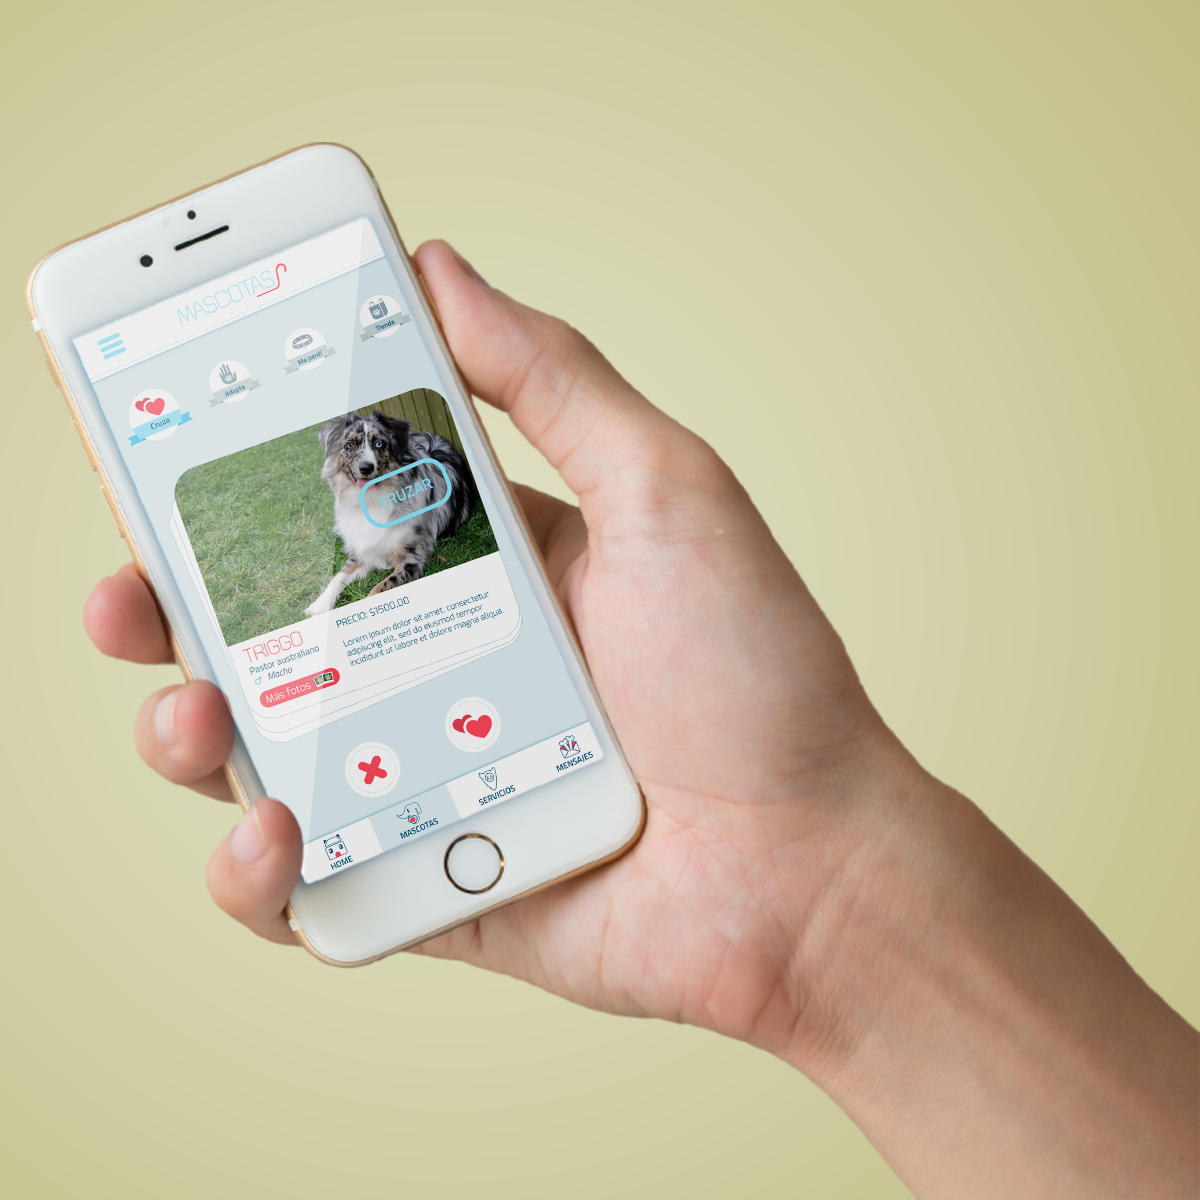 MASCOTAS
Cruza
Adopta
Me perdí
Tienda
CRUZAR
TRIGGO
Pastor australiano
Macho
Más fotos
PRECIO: $1500.00
Lorem ipsum dolor sit amet, consectetur
adipiscing elit, sed do eiusmod tempor
incididunt ut labore et dolore magna aliqua.
HOME
MASCOTAS
SERVICIOS
MENSAJES